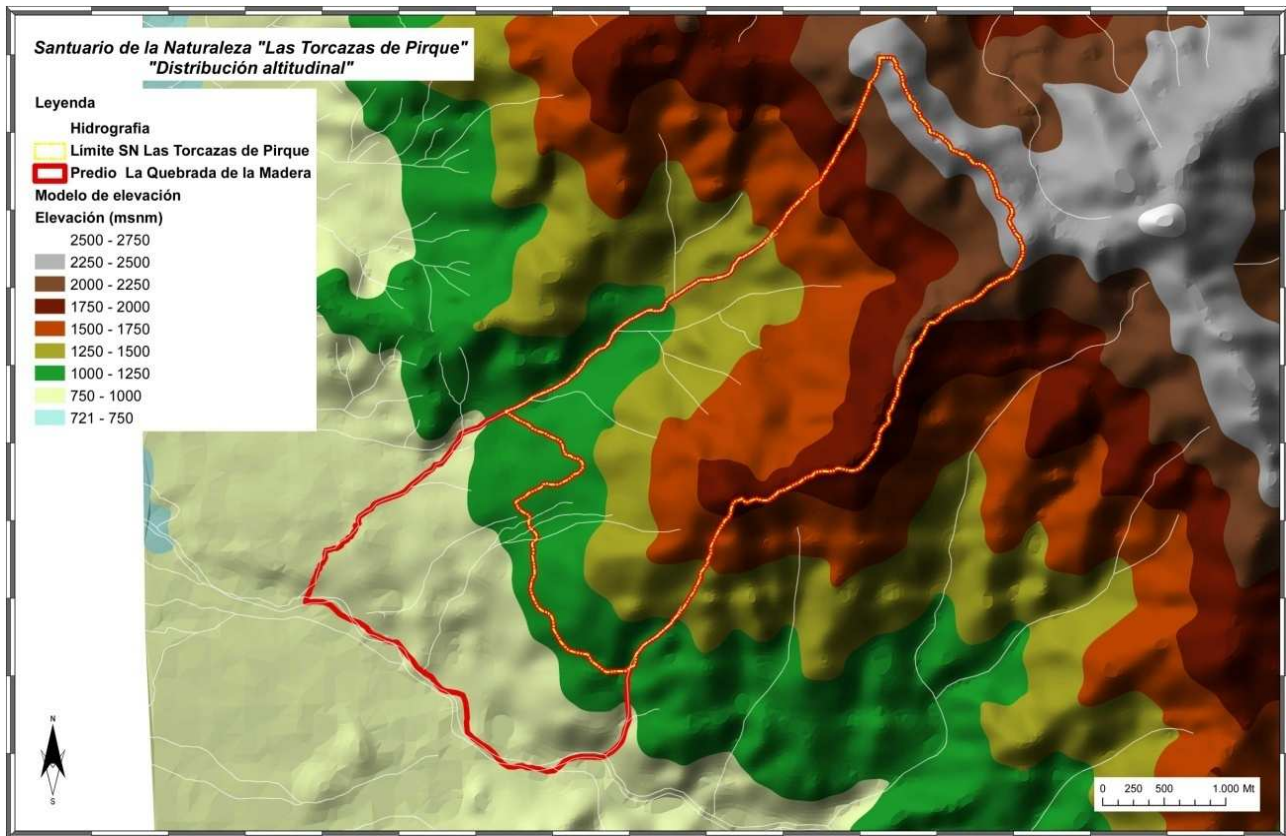 Santuario de la Naturaleza "Las Torcazas de Pirque"
"Distribución altitudinal"
Leyenda
Hidrografia
Límite SN Las Torcazas de Pirque
Predio La Quebrada de la Madera
Modelo de elevación
Elevación (msnm)
2500 - 2750
2250 - 2500
2000 - 2250
1750 - 2000
1500 - 1750
1250 - 1500
1000 - 1250
750 - 1000
721 - 750
N
S
0 250 500 1.000 Mt